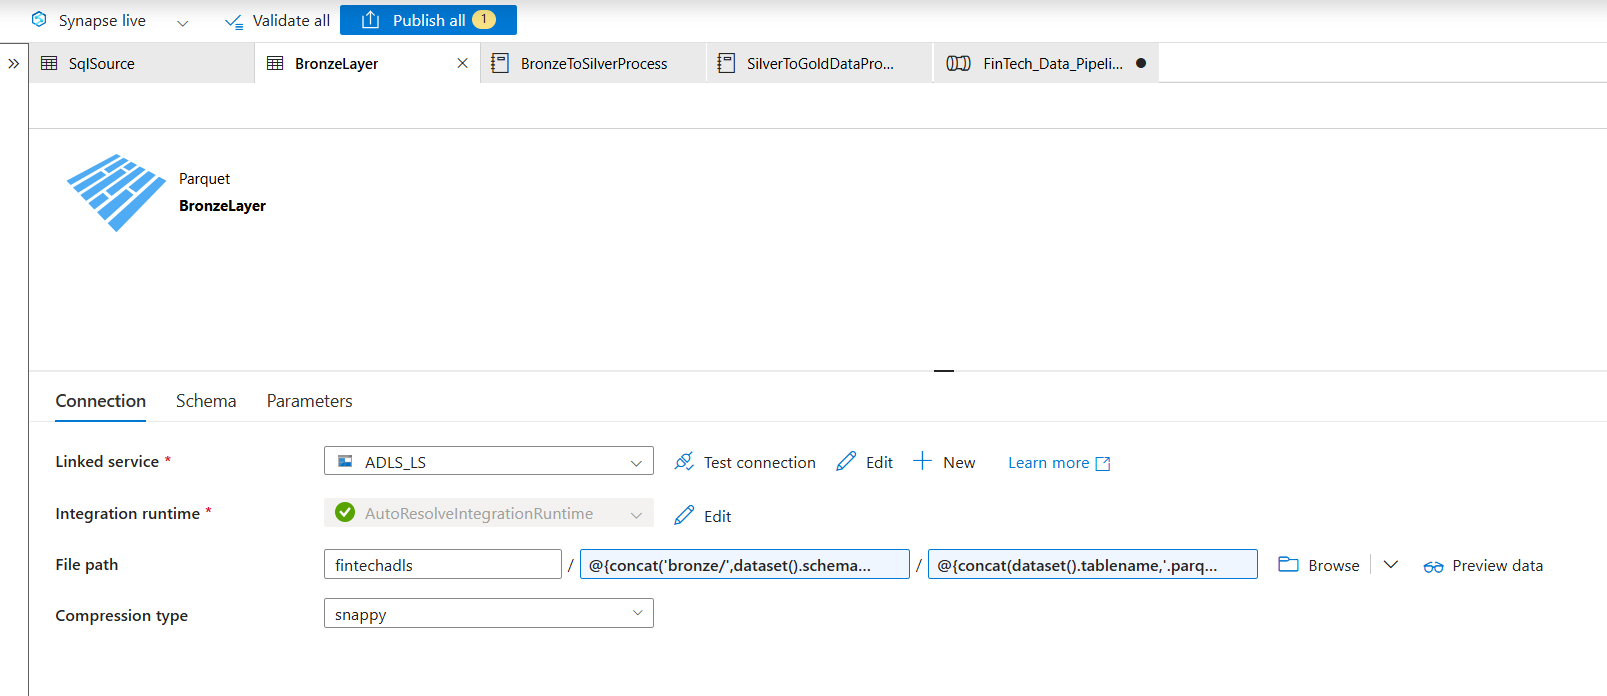 Synapse live Validate all Publish all 1
SqlSource BronzeLayer BronzeToSilverProcess SilverToGoldDataPro... FinTech_Data_Pipeli...
Parquet
BronzeLayer
Connection Schema Parameters
Linked service * ADLS_LS Test connection Edit New Learn more
Integration runtime * AutoResolveIntegrationRuntime Edit
File path fintechadls / @{concat('bronze/',dataset().schema... / @{concat(dataset().tablename,'.parq... Browse Preview data
Compression type snappy